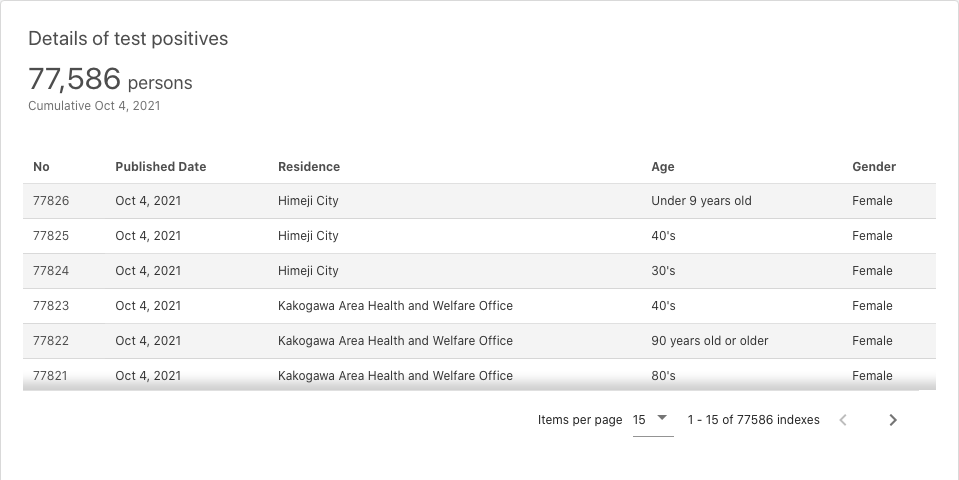 Details of test positives
77,586 persons
Cumulative Oct 4, 2021
No Published Date Residence Age Gender
77826 Oct 4, 2021 Himeji City Under 9 years old Female
77825 Oct 4, 2021 Himeji City 40's Female
77824 Oct 4, 2021 Himeji City 30's Female
77823 Oct 4, 2021 Kakogawa Area Health and Welfare Office 40's Female
77822 Oct 4, 2021 Kakogawa Area Health and Welfare Office 90 years old or older Female
77821 Oct 4, 2021 Kakogawa Area Health and Welfare Office 80's Female
Items per page 15 1 - 15 of 77586 indexes